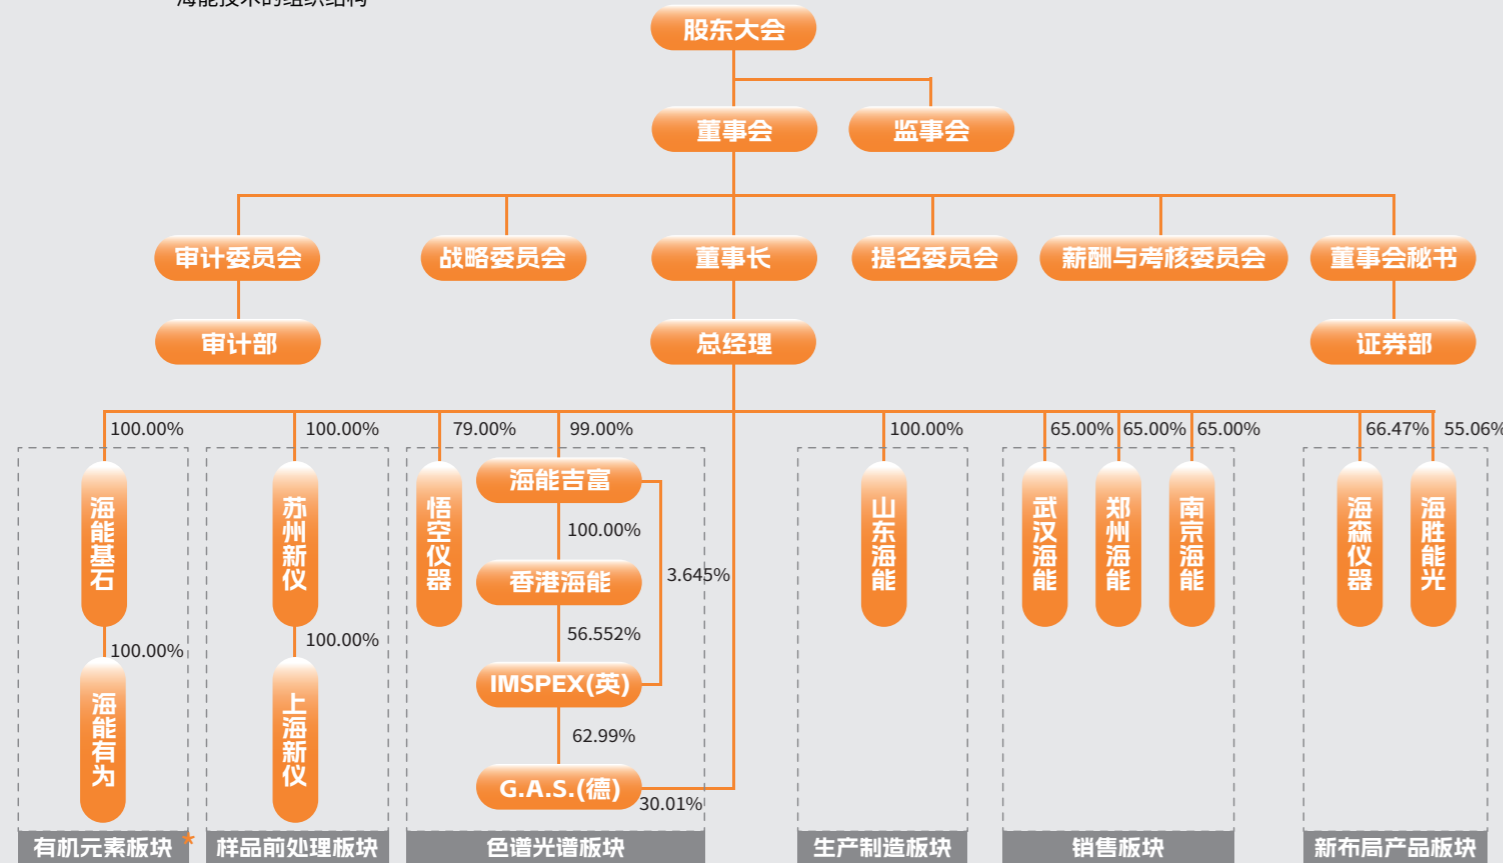 海能技术的组织结构
股东大会
董事会
监事会
审计委员会
战略委员会
董事长
提名委员会
薪酬与考核委员会
董事会秘书
审计部
总经理
证券部
100.00%
100.00%
79.00%
99.00%
100.00%
65.00%
65.00%
65.00%
66.47%
55.06%
海能基石
苏州新仪
悟空仪器
海能吉富
山东海能
武汉海能
郑州海能
南京海能
海森仪器
海胜能光
100.00%
香港海能
3.645%
56.552%
100.00%
100.00%
海能有为
上海新仪
IMSPEX(英)
62.99%
G.A.S.(德)
30.01%
有机元素板块 *
样品前处理板块
色谱光谱板块
生产制造板块
销售板块
新布局产品板块